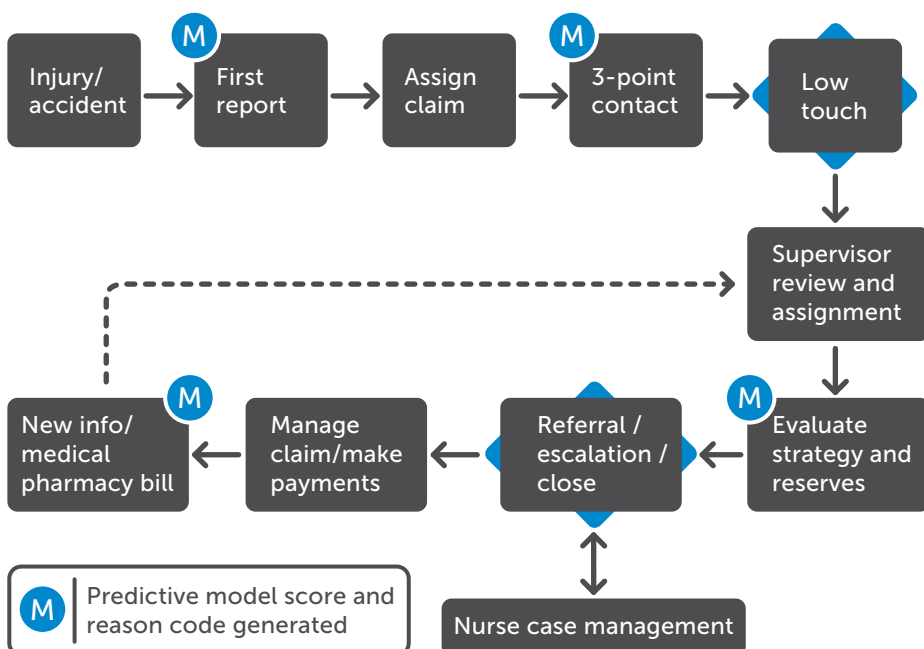 M
M
Injury/
accident
First
report
Assign
claim
3-point
contact
Low
touch
Supervisor
review and
assignment
M
M
New info/
medical
pharmacy bill
Manage
claim/make
payments
Referral /
escalation /
close
Evaluate
strategy and
reserves
M
Predictive model score and
reason code generated
Nurse case management